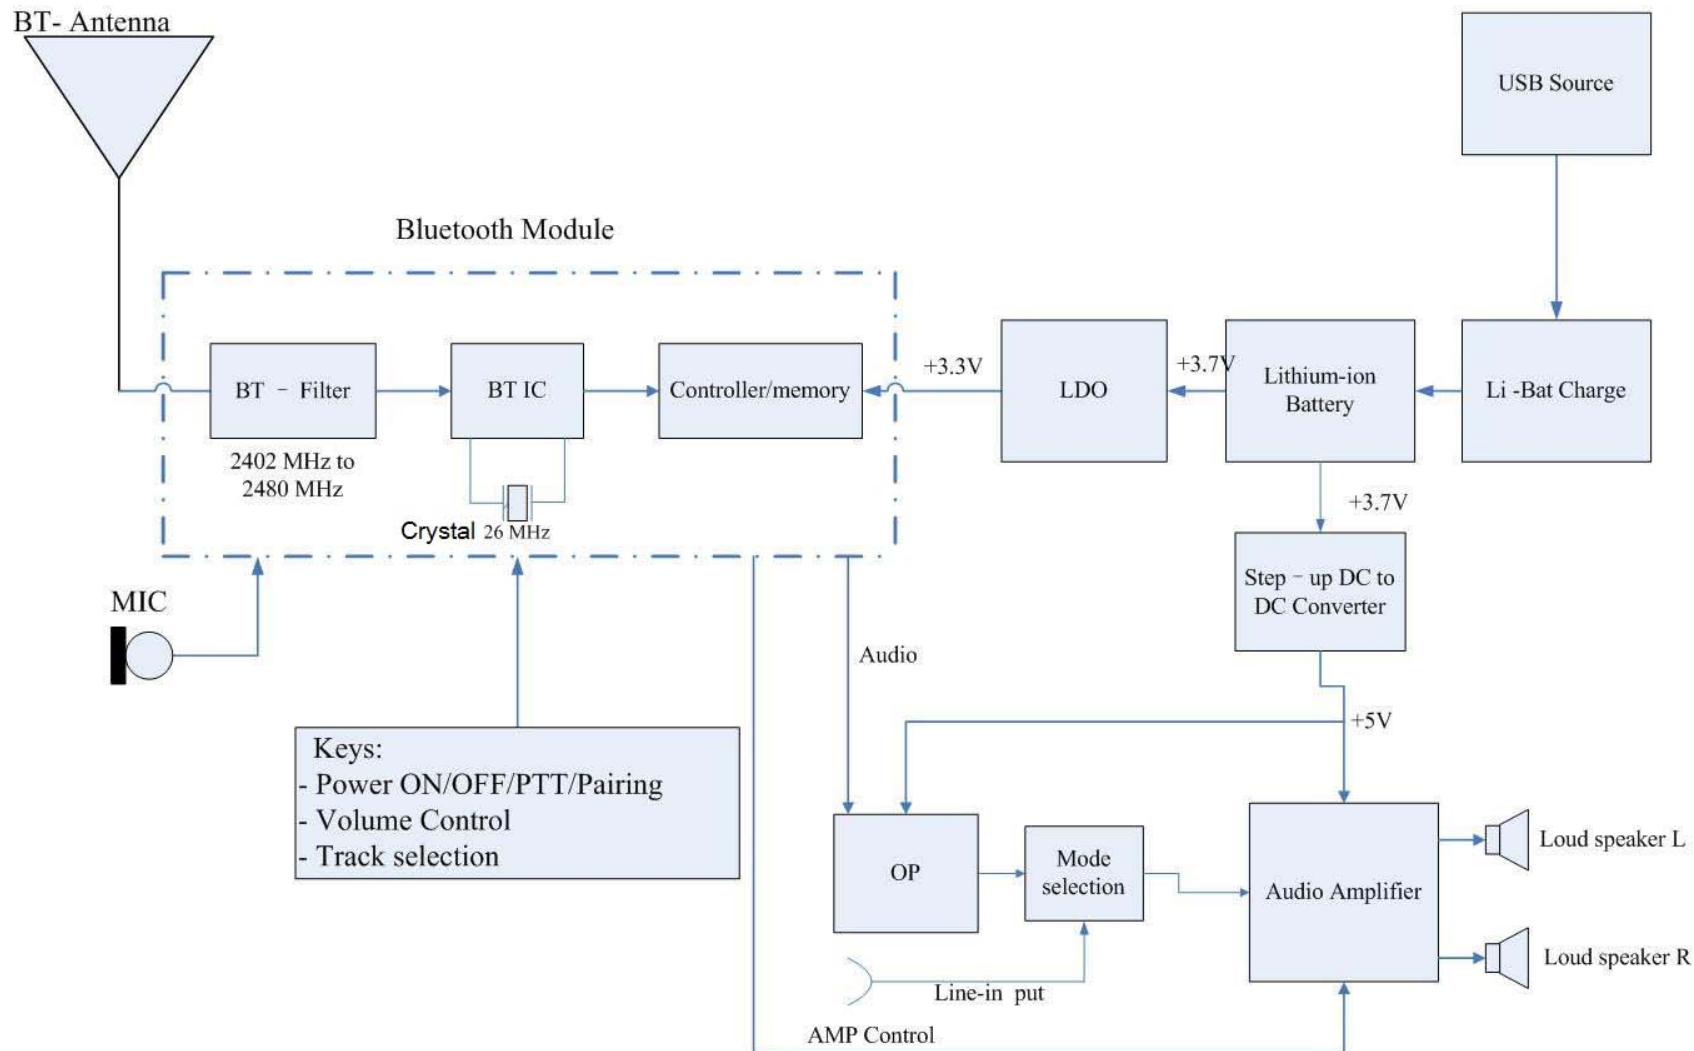 BT- Antenna
USB Source
Bluetooth Module
BT - Filter
2402 MHz to
2480 MHz
BT IC
Crystal 26 MHz
Controller/memory
+3.3V
LDO
+3.7V
Lithium-ion
Battery
Li -Bat Charge
+3.7V
Step - up DC to
DC Converter
MIC
Audio
+5V
Keys:
- Power ON/OFF/PTT/Pairing
- Volume Control
- Track selection
OP
Mode
selection
Audio Amplifier
Loud speaker L
Loud speaker R
Line-in put
AMP Control